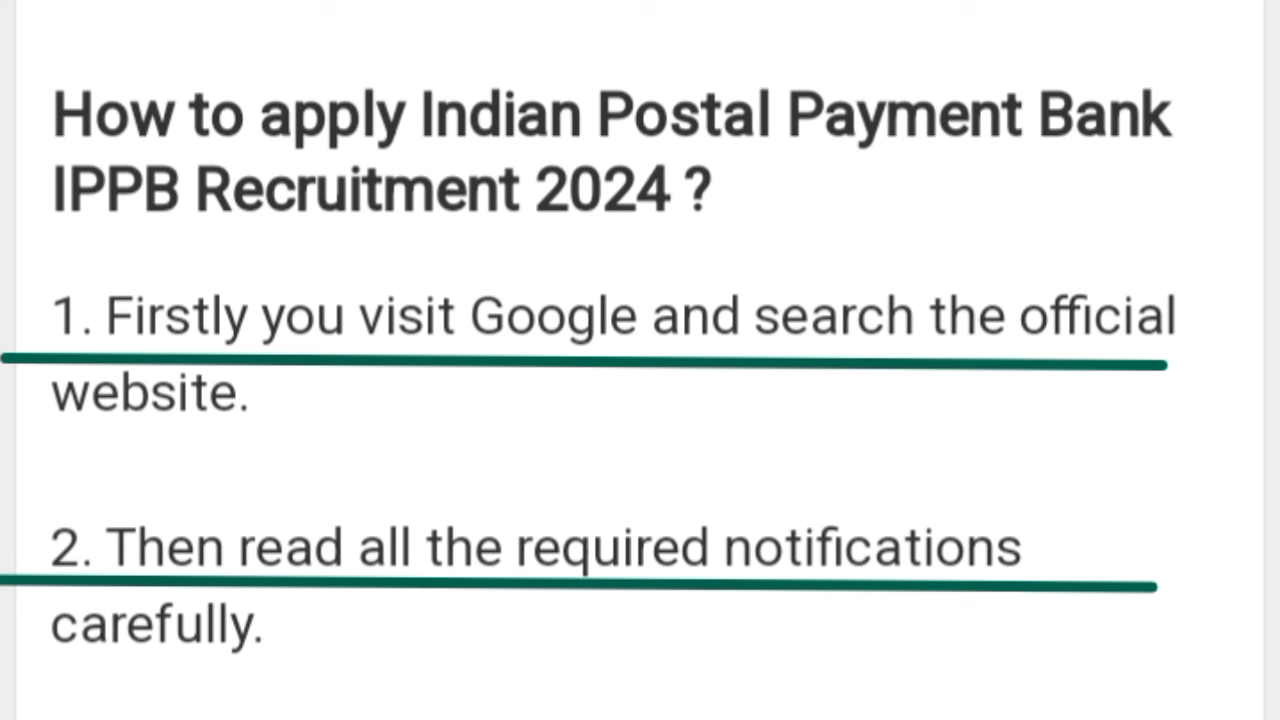 How to apply Indian Postal Payment Bank
IPPB Recruitment 2024 ?
1. Firstly you visit Google and search the official
website.
2. Then read all the required notifications
carefully.